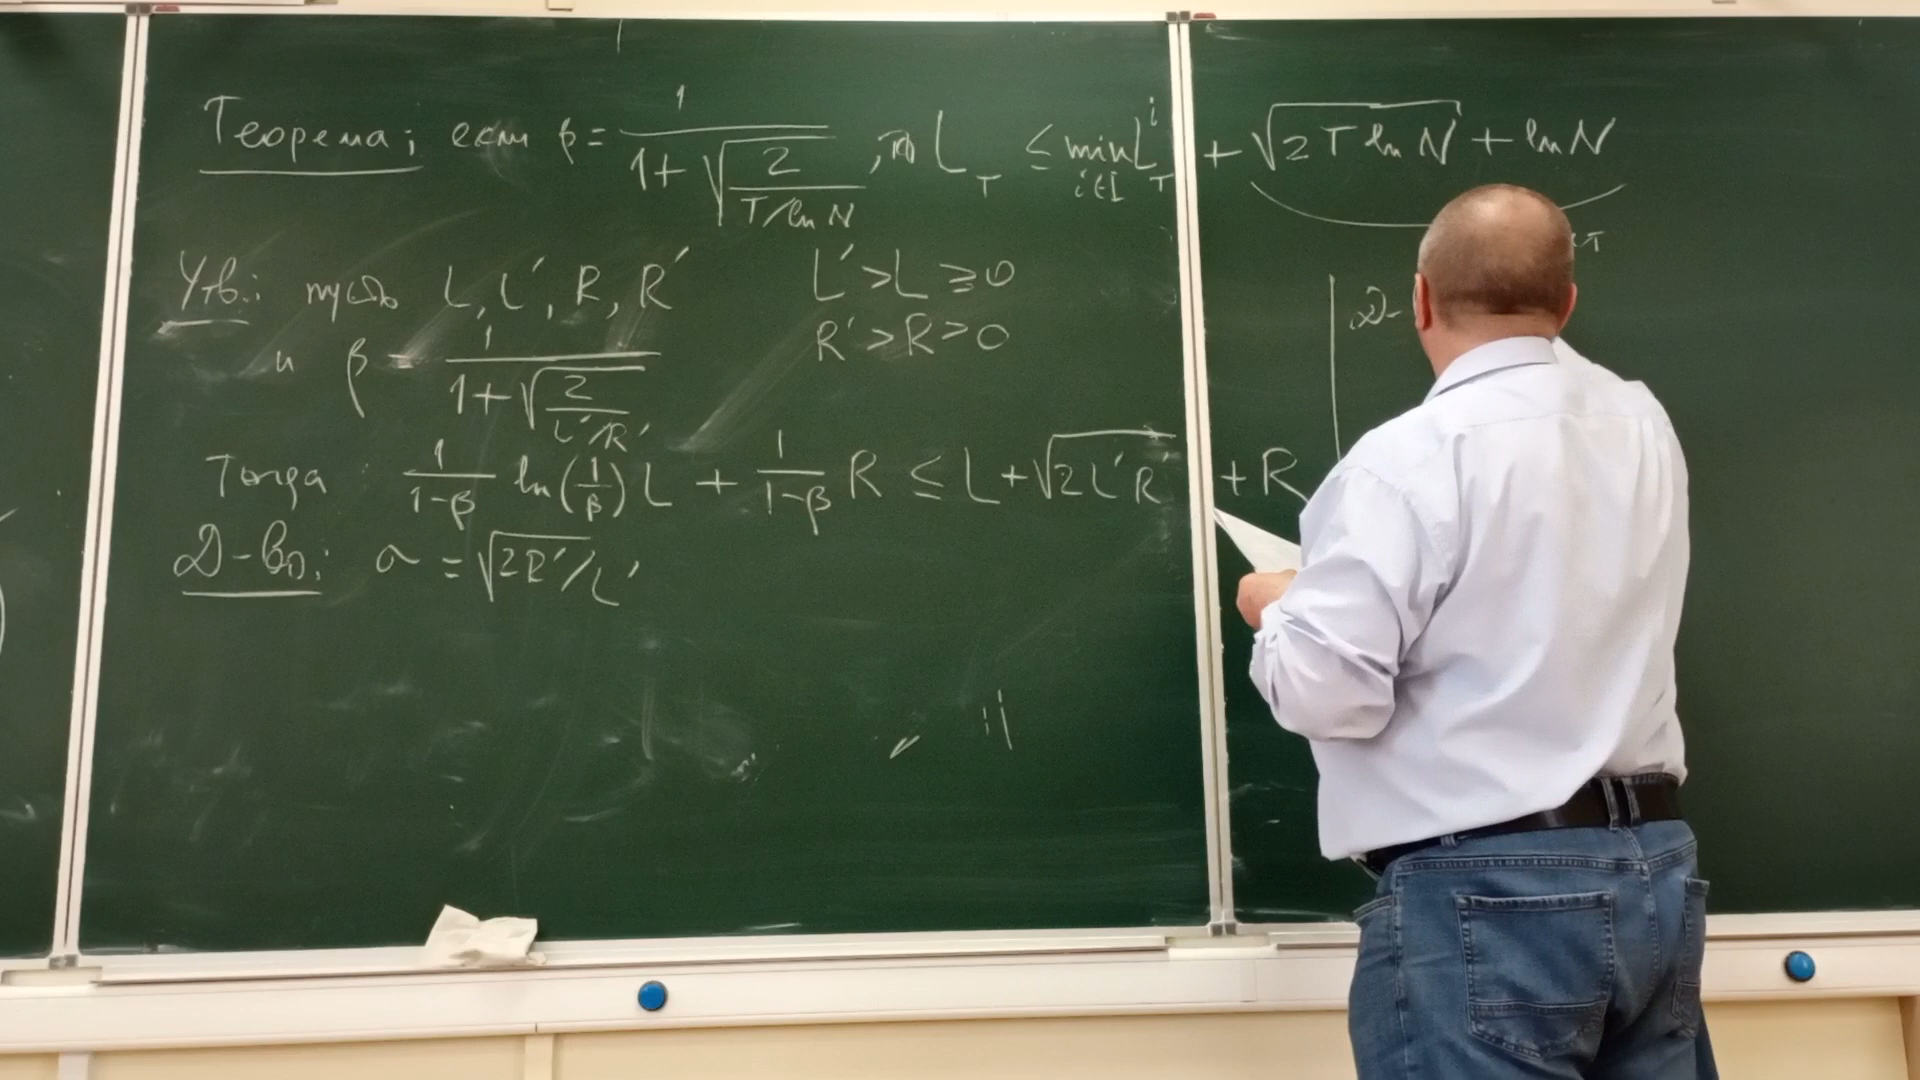 Теорема: если β = 1/(1+√(2/(T/ln N))), то L_T ≤ min_{i∈I} L_T^i + √(2T ln N) + ln N
Утв.: пусть L, L', R, R' L' > L ≥ 0
R' > R > 0
и β = 1/(1+√(2/(L'/R')))
Тогда 1/(1-β) ln(1/β) L + 1/(1-β) R ≤ L + √(2L'R') + R
Д-во: a = √(2R'/L')
Д-